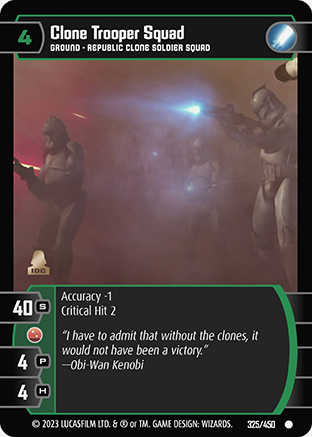 4
Clone Trooper Squad
GROUND - REPUBLIC CLONE SOLDIER SQUAD
IDC
40 S
Accuracy -1
Critical Hit 2
4 P
4 H
“I have to admit that without the clones, it
would not have been a victory.”
—Obi-Wan Kenobi
© 2023 LUCASFILM LTD. & ® or TM. GAME DESIGN: WIZARDS. 325/450